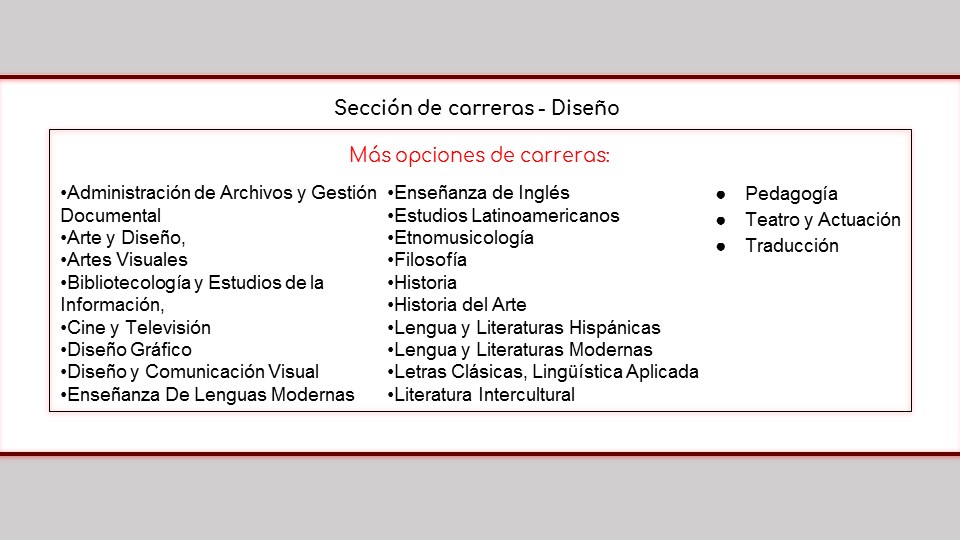 Sección de carreras - Diseño
Más opciones de carreras:
•Administración de Archivos y Gestión
Documental
•Arte y Diseño,
•Artes Visuales
•Bibliotecología y Estudios de la
Información,
•Cine y Televisión
•Diseño Gráfico
•Diseño y Comunicación Visual
•Enseñanza De Lenguas Modernas
•Enseñanza de Inglés
•Estudios Latinoamericanos
•Etnomusicología
•Filosofía
•Historia
•Historia del Arte
•Lengua y Literaturas Hispánicas
•Lengua y Literaturas Modernas
•Letras Clásicas, Lingüística Aplicada
•Literatura Intercultural
● Pedagogía
● Teatro y Actuación
● Traducción